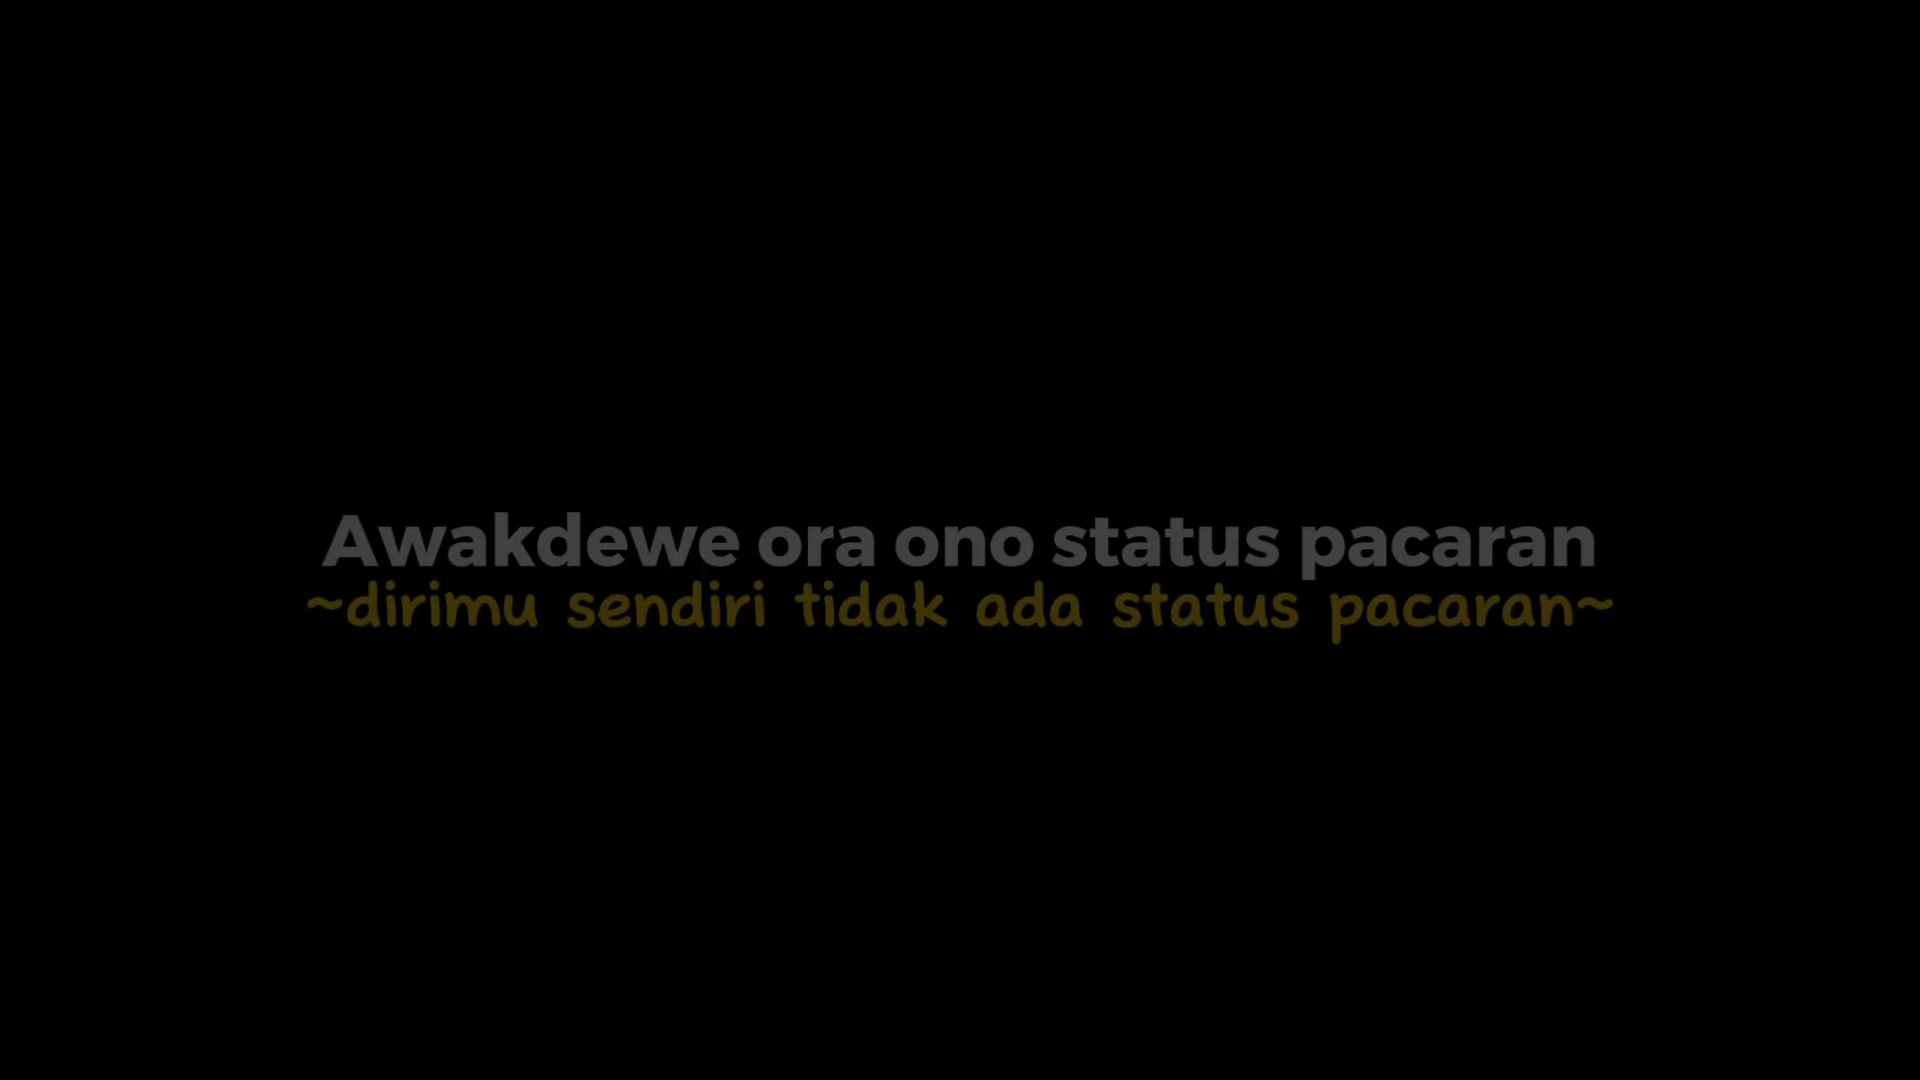 Awakdewe ora ono status pacaran
~dirimu sendiri tidak ada status pacaran~